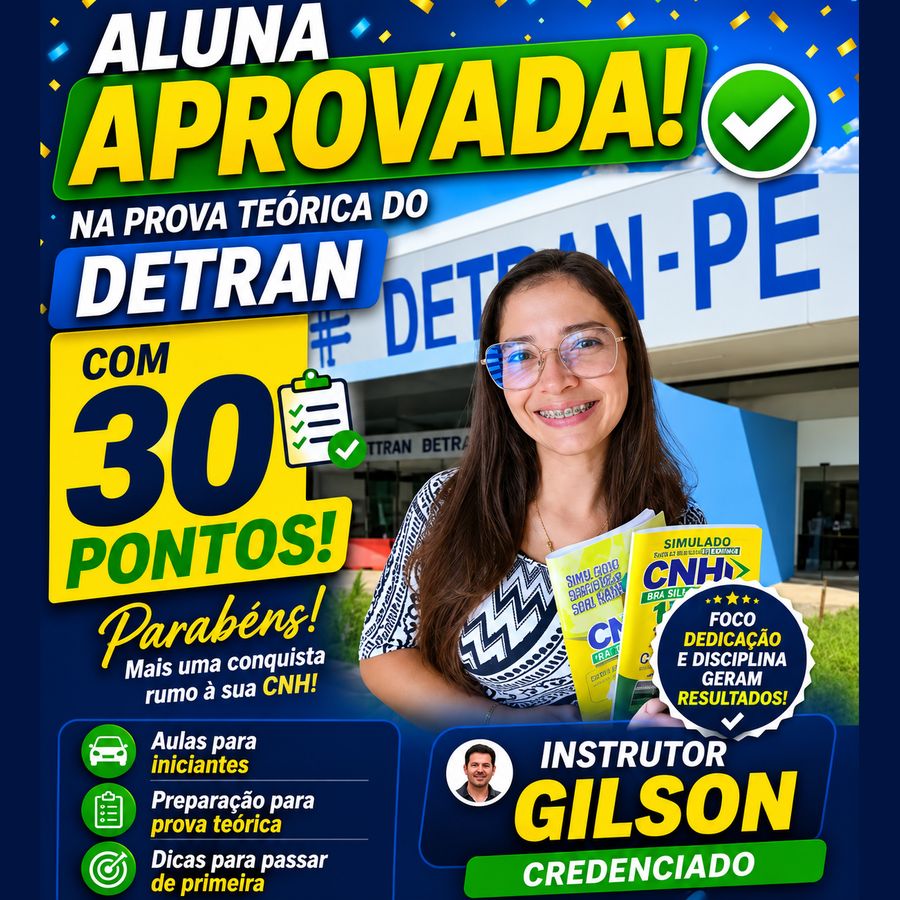 ALUNA
APROVADA!
NA PROVA TEÓRICA DO
DETRAN
DETRAN-PE
COM
30
PONTOS!
Parabéns!
Mais uma conquista
rumo à sua CNH!
SIMULADO
CNH
FOCO
DEDICAÇÃO
E DISCIPLINA
GERAM
RESULTADOS!
Aulas para
iniciantes
Preparação para
prova teórica
Dicas para passar
de primeira
INSTRUTOR
GILSON
CREDENCIADO